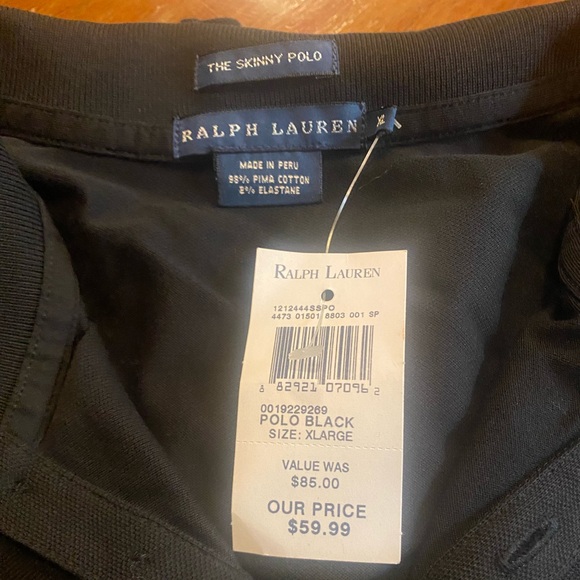 THE SKINNY POLO
RALPH LAUREN
XL
MADE IN PERU
98% PIMA COTTON
2% ELASTANE
RALPH LAUREN
1212444SSPO
4473 01501 8803 001 SP
8 82921 07096 2
0019229269
POLO BLACK
SIZE: XLARGE
VALUE WAS
$85.00
OUR PRICE
$59.99